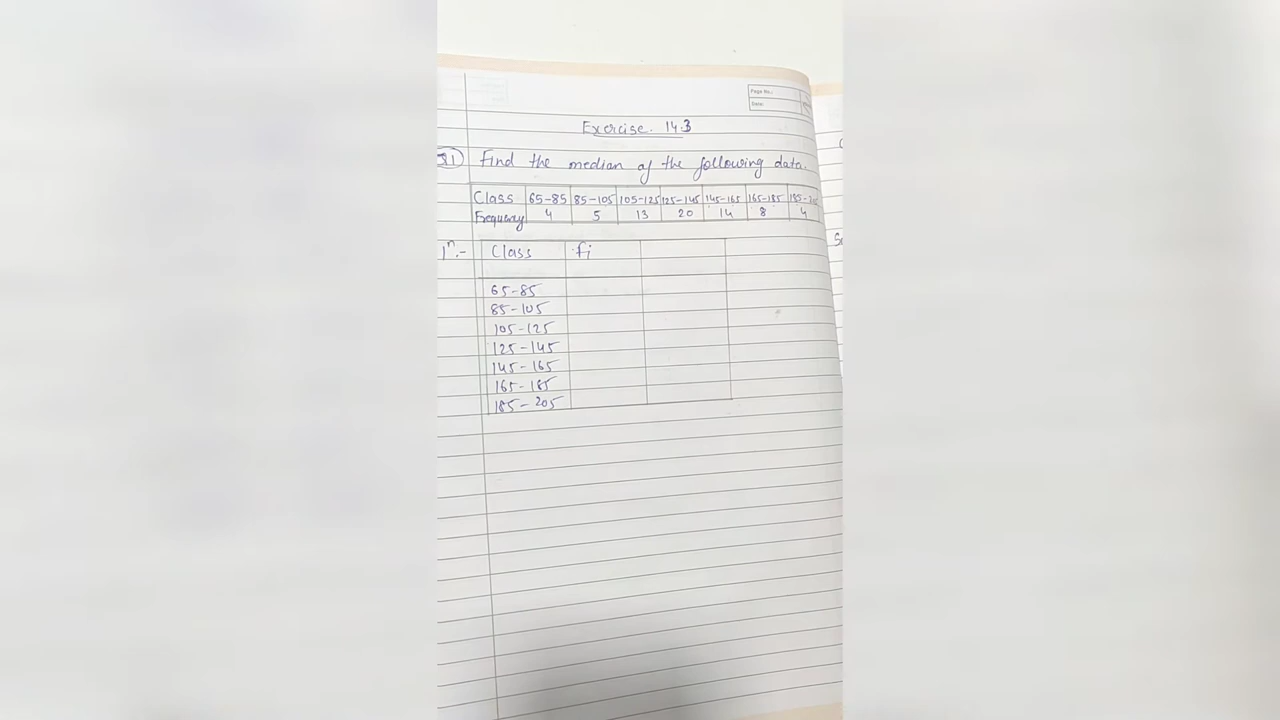 Page No.:
Date:
Exercise. 14.3
Q1 Find the median of the following data.
Class 65-85 85-105 105-125 125-145 145-165 165-185 185-205
Frequency 4 5 13 20 14 8 4
Class fi
65-85
85-105
105-125
125-145
145-165
165-185
185-205